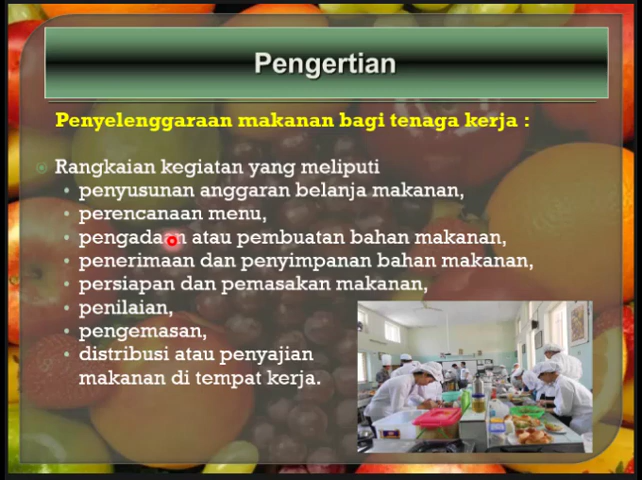 Pengertian
Penyelenggaraan makanan bagi tenaga kerja :
Rangkaian kegiatan yang meliputi
penyusunan anggaran belanja makanan,
perencanaan menu,
pengadaan atau pembuatan bahan makanan,
penerimaan dan penyimpanan bahan makanan,
persiapan dan pemasakan makanan,
penilaian,
pengemasan,
distribusi atau penyajian
makanan di tempat kerja.